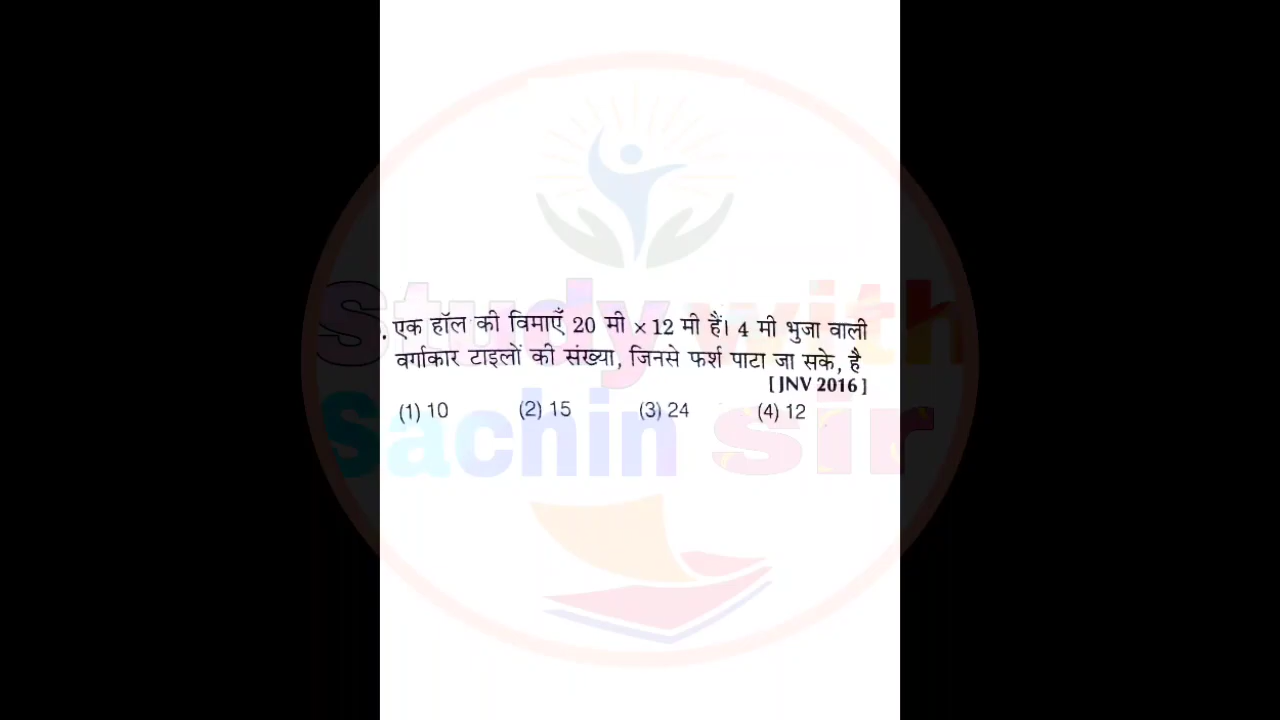 . एक हॉल की विमाएँ 20 मी × 12 मी हैं। 4 मी भुजा वाली
वर्गाकार टाइलों की संख्या, जिनसे फर्श पाटा जा सके, है
[JNV 2016]
(1) 10 (2) 15 (3) 24 (4) 12
Study with
Sachin Sir